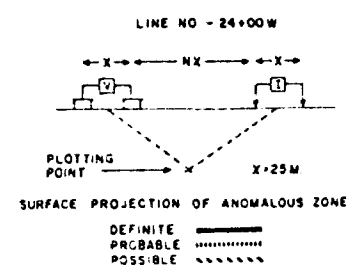 LINE NO - 24+00W
X NX X
V I
PLOTTING
POINT X=25M
SURFACE PROJECTION OF ANOMALOUS ZONE
DEFINITE
PROBABLE
POSSIBLE